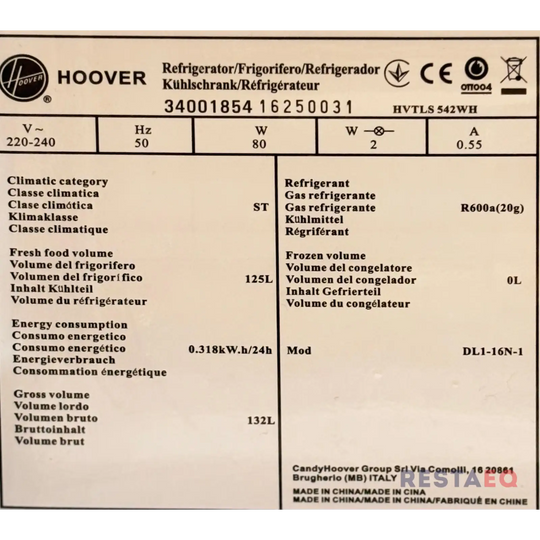 HOOVER
HOOVER
®
Refrigerator/Frigorifero/Refrigerador
Kühlschrank/Réfrigérateur
34001854 16250031
HVTLS 542WH
CE
ОТ1004
V ~ Hz W W A
220-240 50 80 2 0.55
Climatic category
Classe climatica
Clase climática
Klimaklasse
Classe climatique
ST
Fresh food volume
Volume del frigorifero
Volumen del frigorífico
Inhalt Kühlteil
Volume du réfrigérateur
125L
Energy consumption
Consumo energetico
Consumo energético
Energieverbrauch
Consommation énergétique
0.318kW.h/24h
Gross volume
Volume lordo
Volumen bruto
Bruttoinhalt
Volume brut
132L
Refrigerant
Gas refrigerante
Gas refrigerante
Kühlmittel
Régriférant
R600a(20g)
Frozen volume
Volume del congelatore
Volumen del congelador
Inhalt Gefrierteil
Volume du congélateur
0L
Mod DL1-16N-1
CandyHoover Group Srl Via Comolli, 16 20861
Brugherio (MB) ITALY
RESTAEQ
MADE IN CHINA/MADE IN CINA
MADE IN CHINA/MADE IN CHINA/FABRIQUÉ EN CHINE